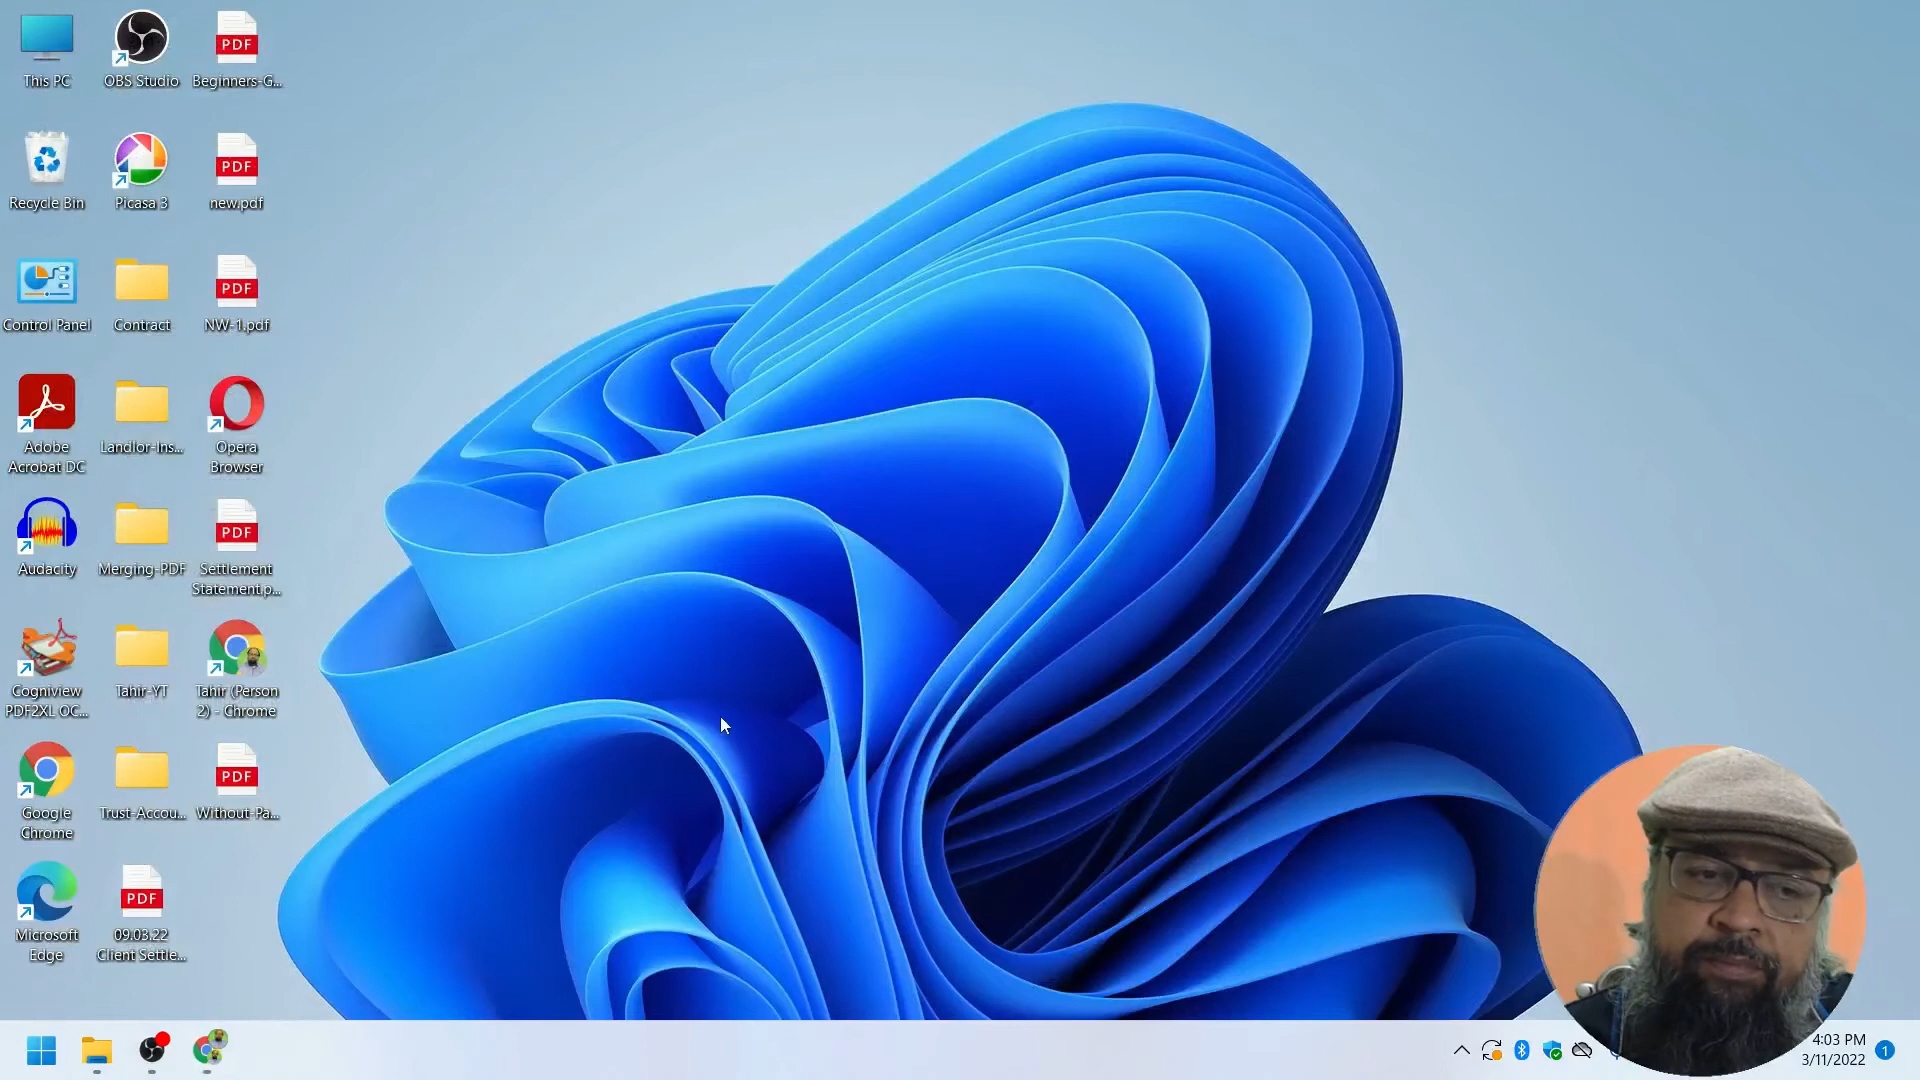 This PC
OBS Studio
PDF
Beginners-G...
Recycle Bin
Picasa 3
PDF
new.pdf
Control Panel
Contract
PDF
NW-1.pdf
Adobe
Acrobat DC
Landlor-Ins...
Opera
Browser
Audacity
Merging-PDF
PDF
Settlement
Statement.p...
Cogniview
PDF2XL OC...
Tahir-YT
Tahir (Person
2) - Chrome
Google
Chrome
Trust-Accou...
PDF
Without-Pa...
Microsoft
Edge
PDF
09.03.22
Client Settle...
4:03 PM
3/11/2022
1